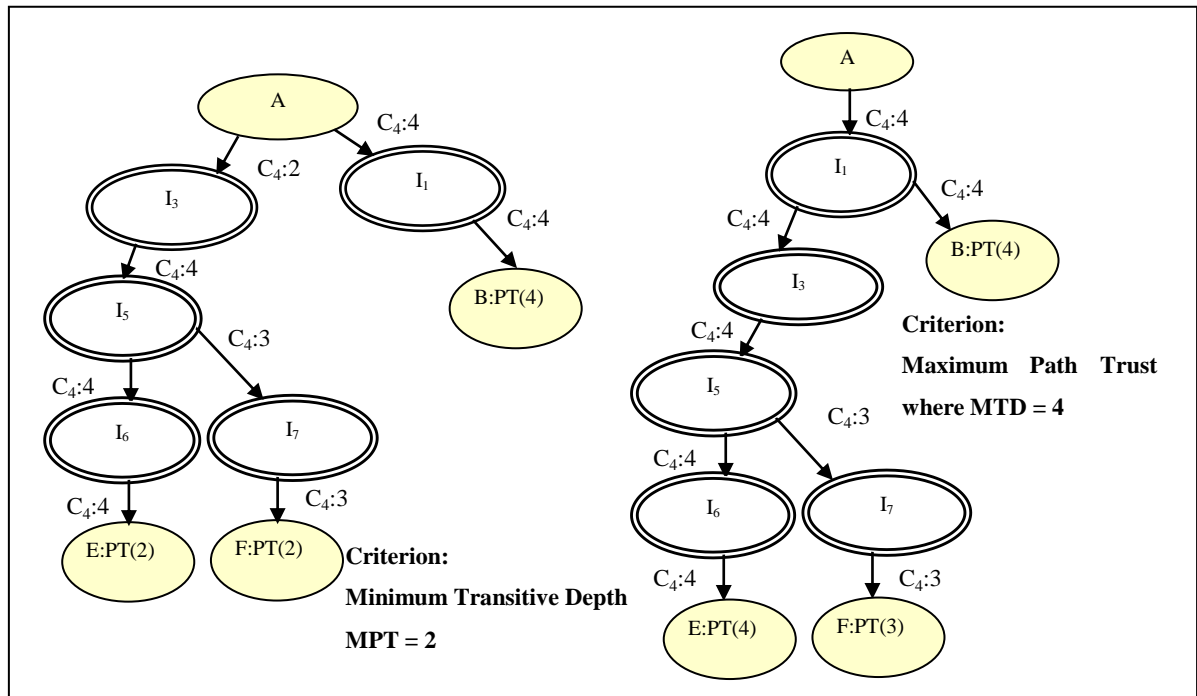 A
C₄:4
C₄:2
I₃
I₁
C₄:4
C₄:4
B:PT(4)
I₅
C₄:3
C₄:4
I₆
I₇
C₄:4
C₄:3
E:PT(2)
F:PT(2)
Criterion:
Minimum Transitive Depth
MPT = 2
A
C₄:4
I₁
C₄:4
C₄:4
B:PT(4)
I₃
Criterion:
Maximum Path Trust
where MTD = 4
C₄:4
I₅
C₄:3
C₄:4
I₆
I₇
C₄:4
C₄:3
E:PT(4)
F:PT(3)